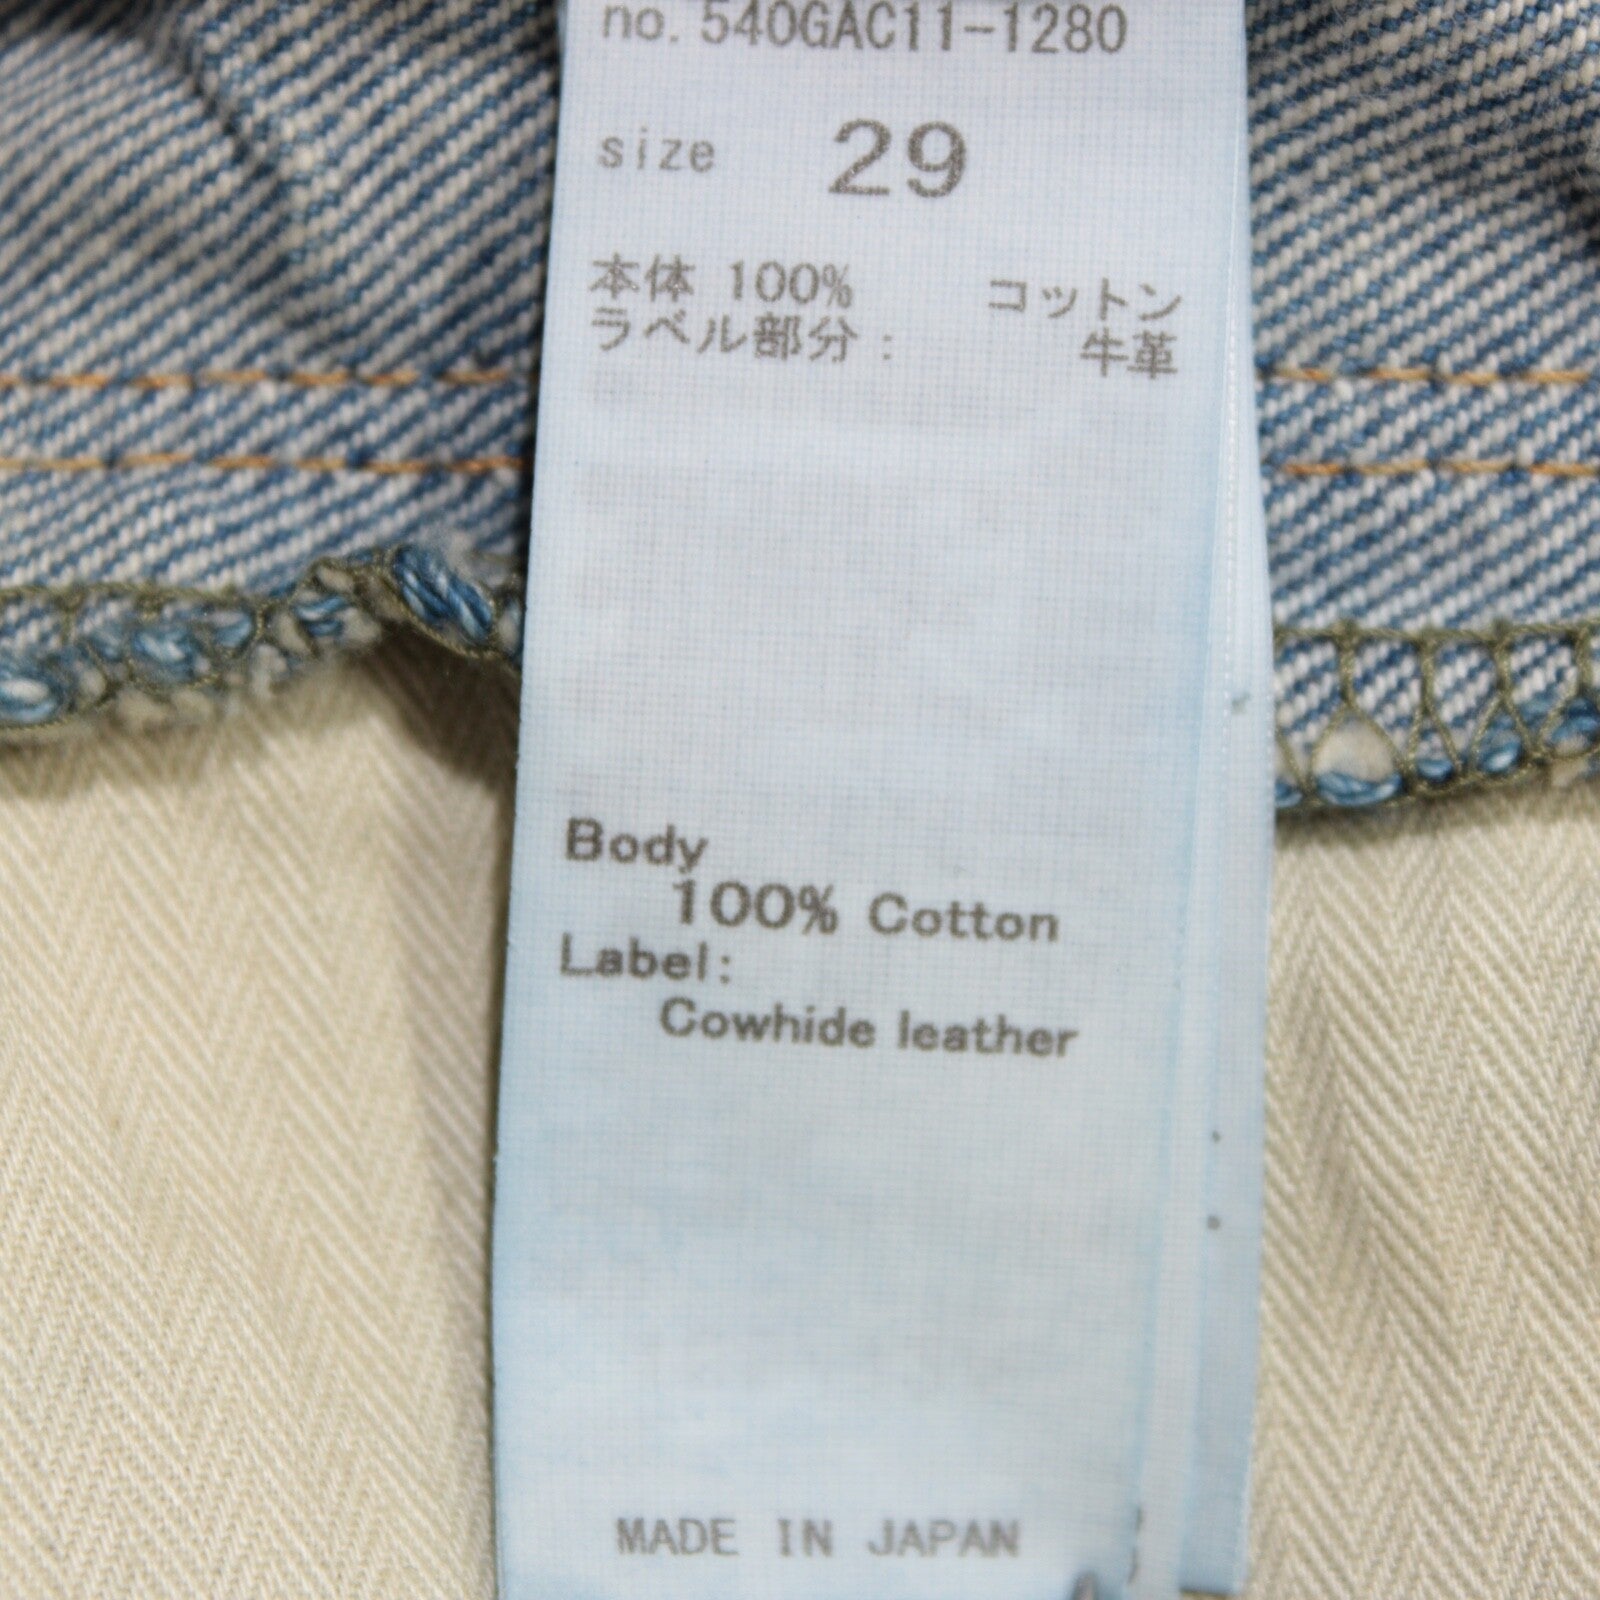 no. 540GAC11-1280
size 29
本体 100% コットン
ラベル部分： 牛革
Body
100% Cotton
Label:
Cowhide leather
MADE IN JAPAN